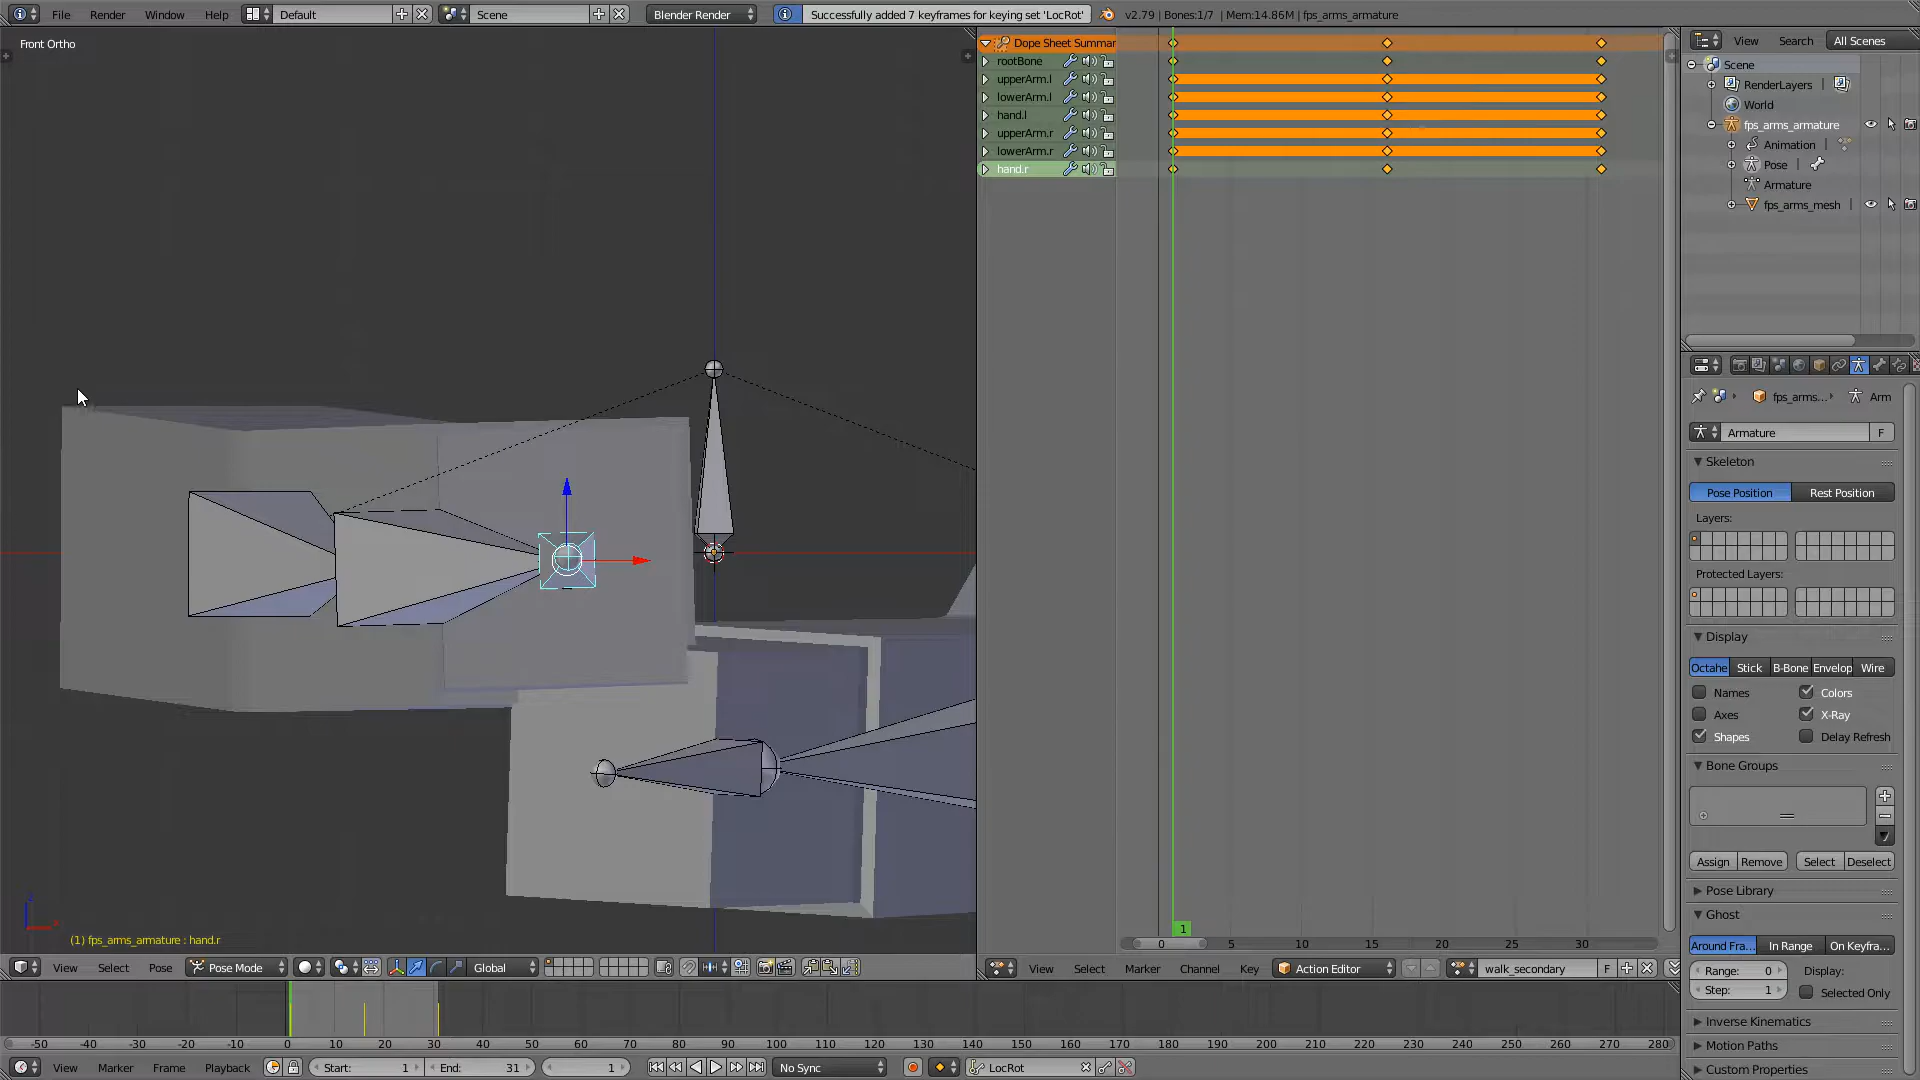 File Render Window Help Default Scene Blender Render Successfully added 7 keyframes for keying set 'LocRot' v2.79 | Bones:1/7 | Mem:14.86M | fps_arms_armature
Front Ortho
Dope Sheet Summar
rootBone
upperArm.l
lowerArm.l
hand.l
upperArm.r
lowerArm.r
hand.r
View Search All Scenes
Scene
RenderLayers
World
fps_arms_armature
Animation
Pose
Armature
fps_arms_mesh
fps_arms... Arm
Armature F
Skeleton
Pose Position Rest Position
Layers:
Protected Layers:
Display
Octahe Stick B-Bone Envelop Wire
Names Colors
Axes X-Ray
Shapes Delay Refresh
Bone Groups
Assign Remove Select Deselect
Pose Library
Ghost
Around Fra... In Range On Keyfra...
Range: 0 Display:
Step: 1 Selected Only
Inverse Kinematics
Motion Paths
Custom Properties
1
0 5 10 15 20 25 30
(1) fps_arms_armature : hand.r
View Select Pose Pose Mode Global
View Select Marker Channel Key Action Editor walk_secondary F
-50 -40 -30 -20 -10 0 10 20 30 40 50 60 70 80 90 100 110 120 130 140 150 160 170 180 190 200 210 220 230 240 250 260 270 280
View Marker Frame Playback Start: 1 End: 31 1 No Sync LocRot